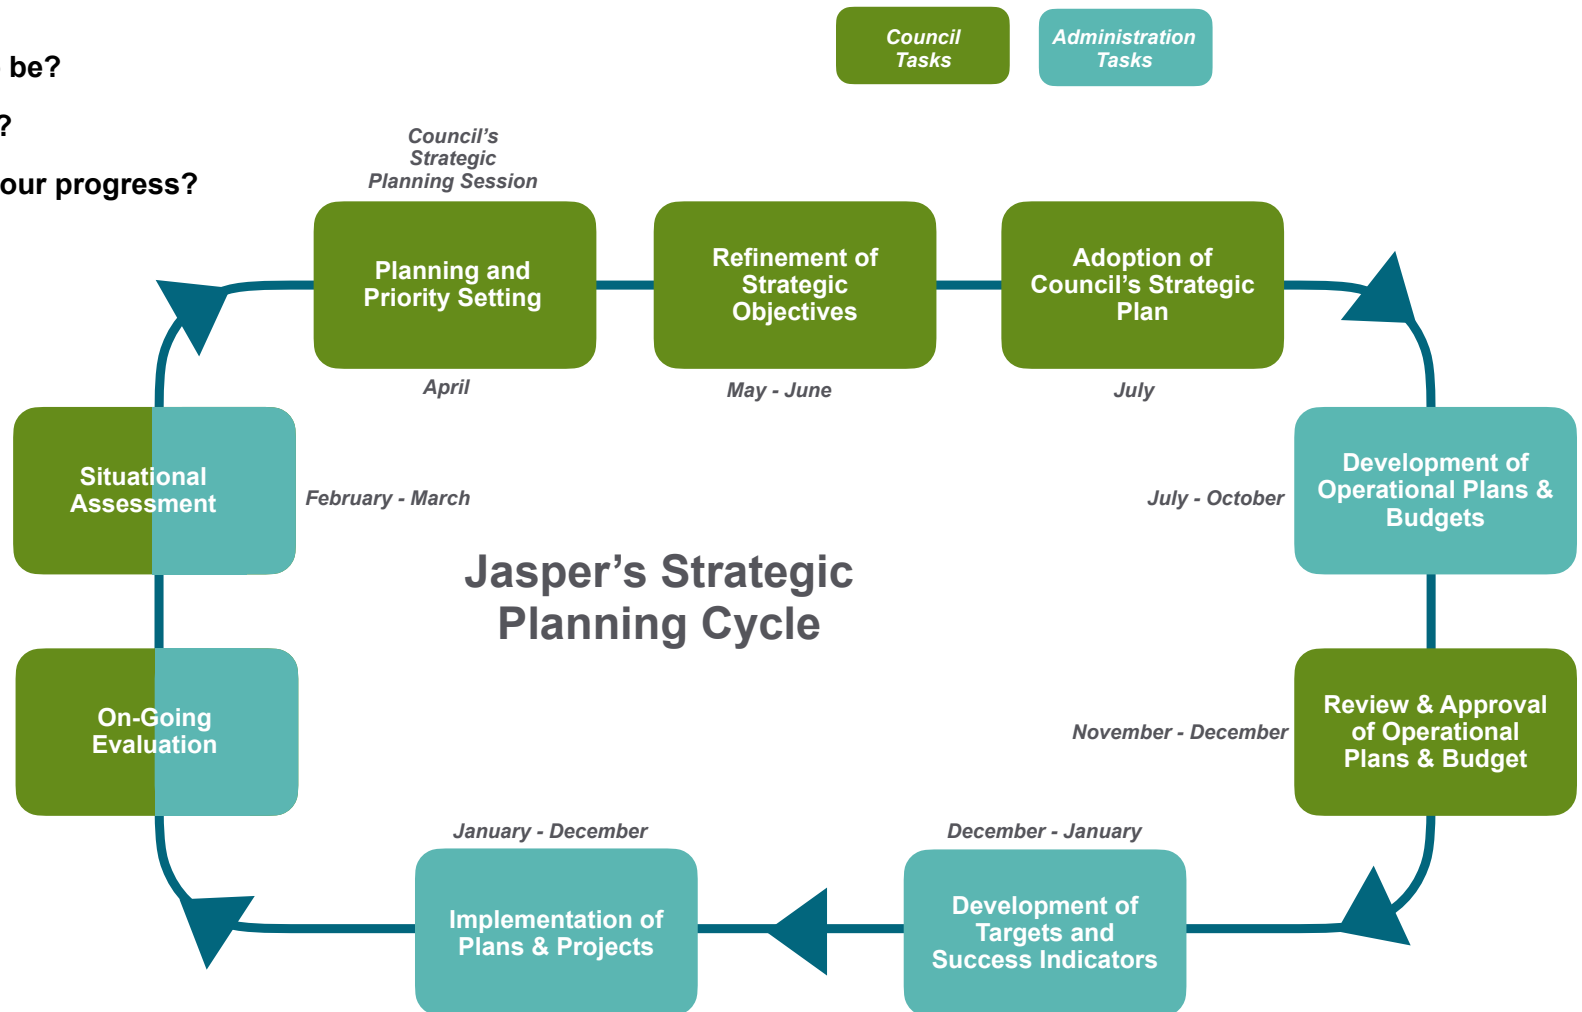 be?
?
our progress?
Council
Tasks
Administration
Tasks
Council's
Strategic
Planning Session
Planning and
Priority Setting
April
Refinement of
Strategic
Objectives
May - June
Adoption of
Council's Strategic
Plan
July
Situational
Assessment
February - March
July - October
Development of
Operational Plans &
Budgets
Jasper's Strategic
Planning Cycle
On-Going
Evaluation
November - December
Review & Approval
of Operational
Plans & Budget
January - December
Implementation of
Plans & Projects
December - January
Development of
Targets and
Success Indicators